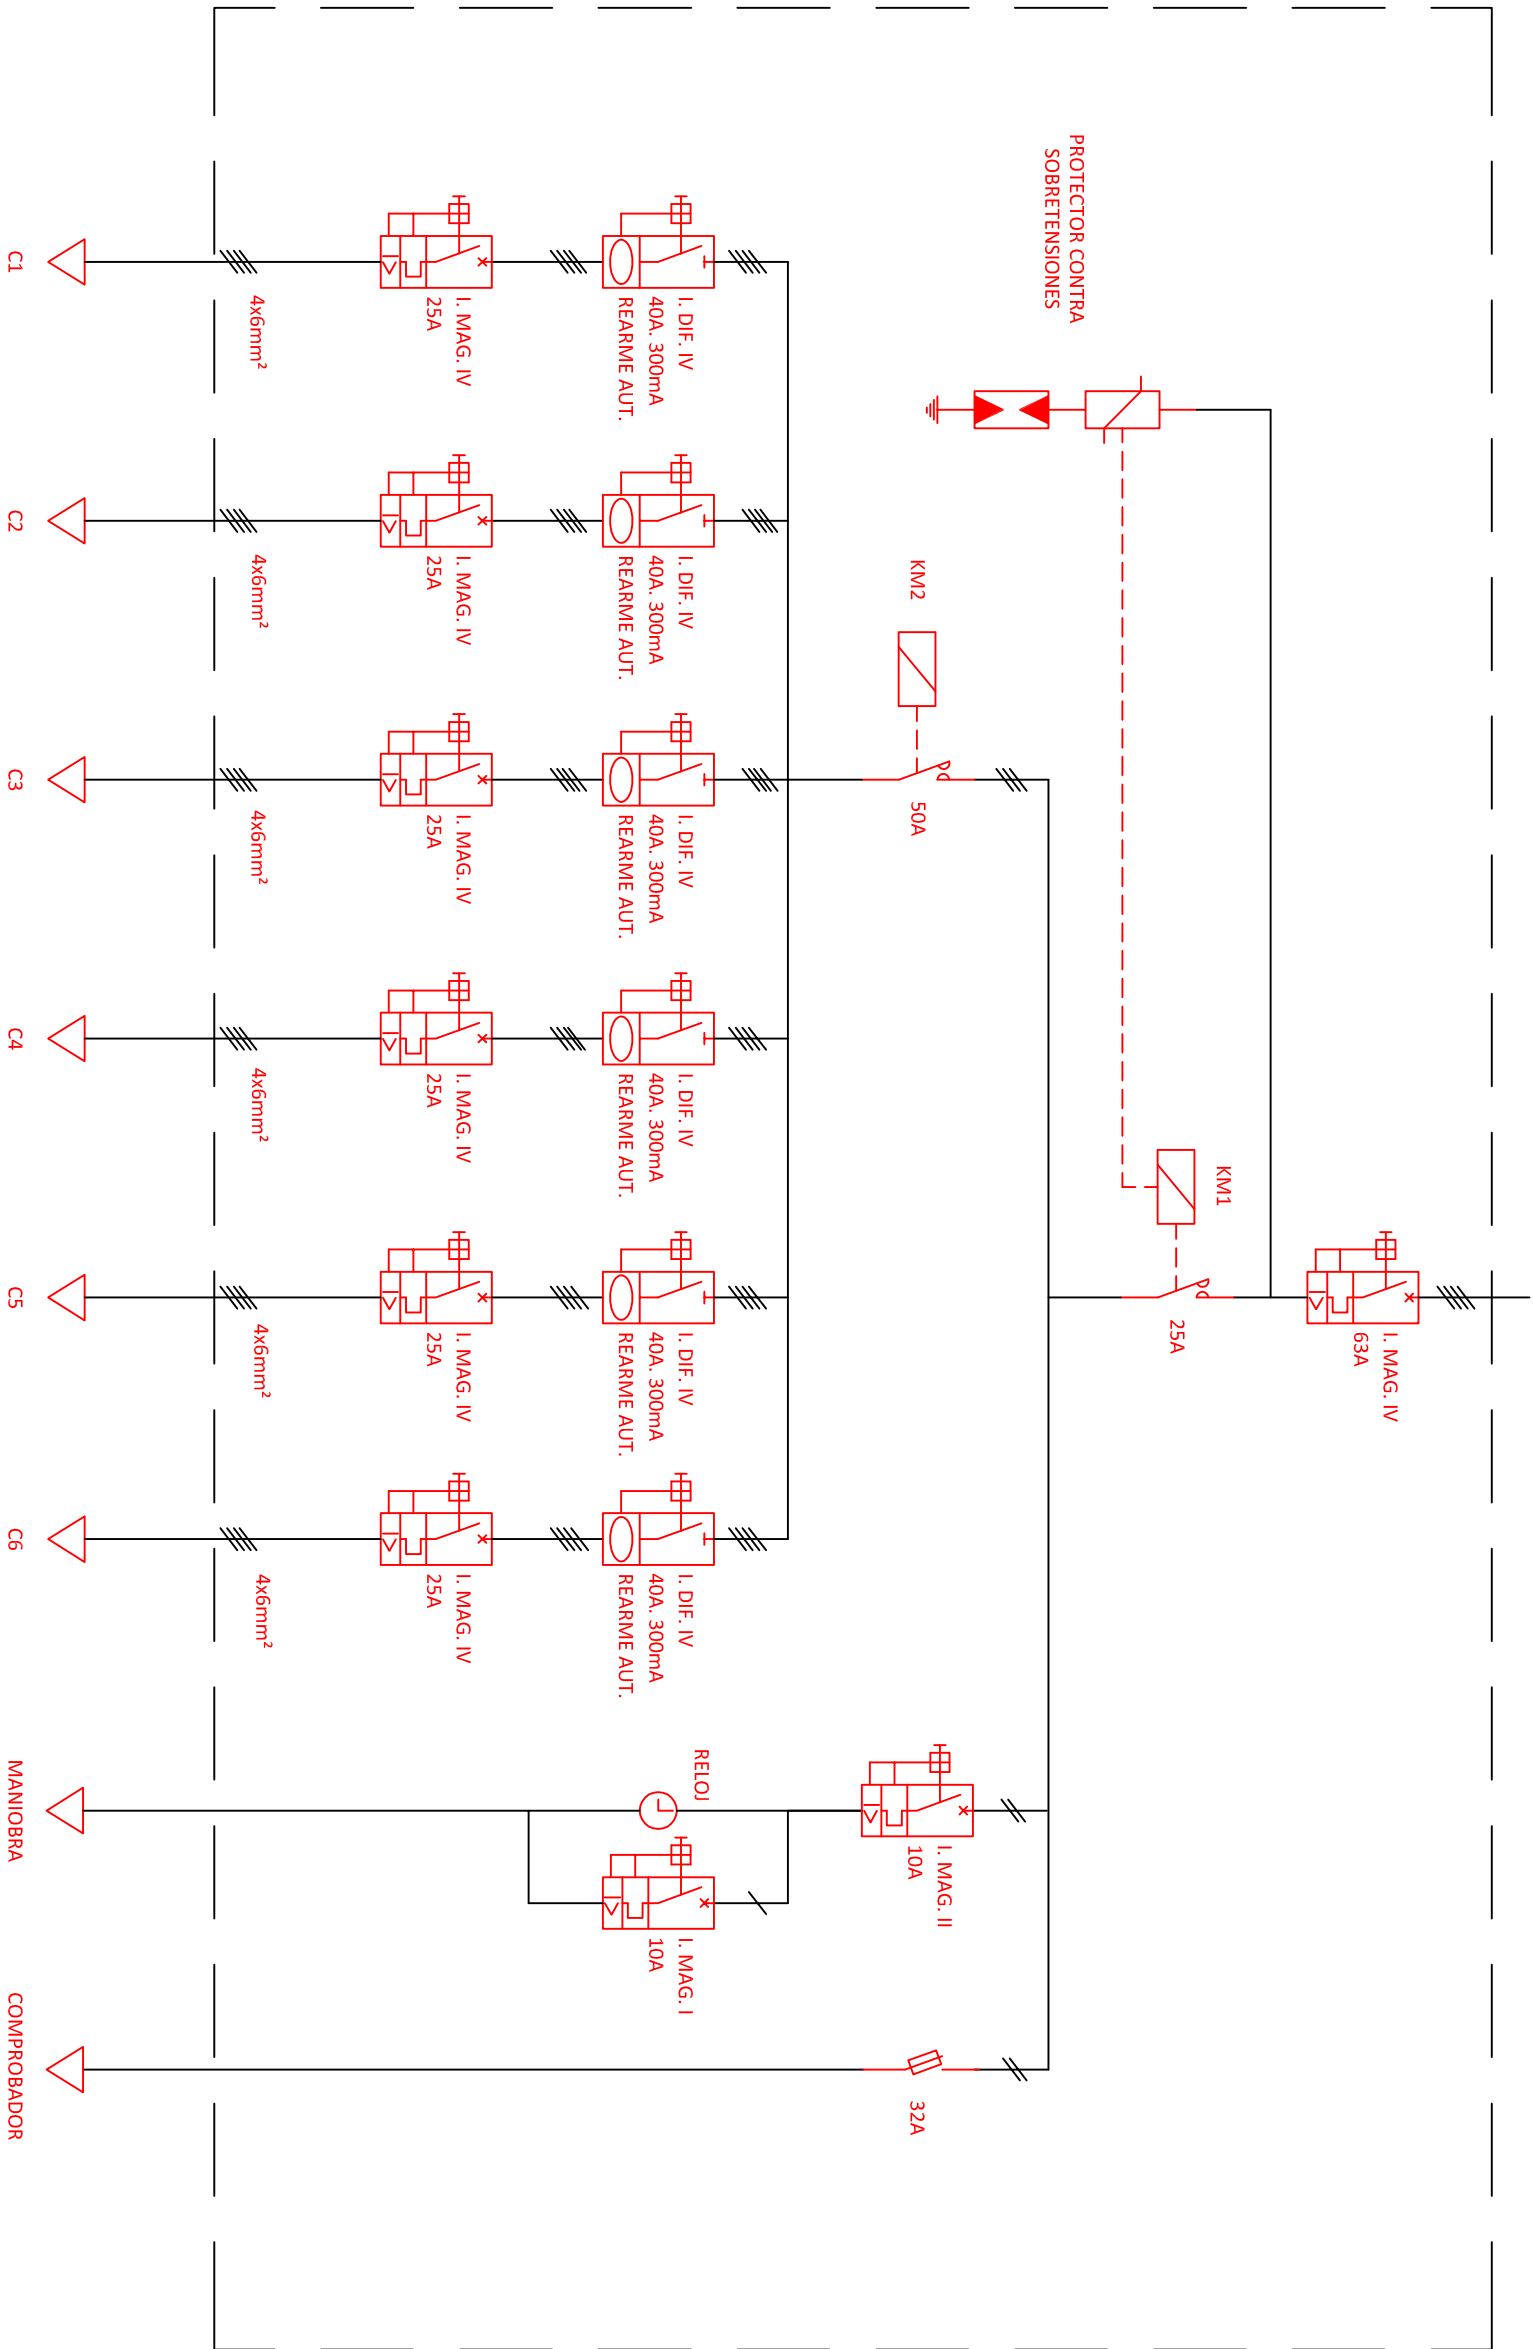 I. MAG. IV
63A
KM1
25A
PROTECTOR CONTRA
SOBRETENSIONES
KM2
50A
I. DIF. IV
40A. 300mA
REARME AUT.
I. DIF. IV
40A. 300mA
REARME AUT.
I. DIF. IV
40A. 300mA
REARME AUT.
I. DIF. IV
40A. 300mA
REARME AUT.
I. DIF. IV
40A. 300mA
REARME AUT.
I. DIF. IV
40A. 300mA
REARME AUT.
I. MAG. II
10A
32A
RELOJ
I. MAG. I
10A
I. MAG. IV
25A
I. MAG. IV
25A
I. MAG. IV
25A
I. MAG. IV
25A
I. MAG. IV
25A
I. MAG. IV
25A
4x6mm²
4x6mm²
4x6mm²
4x6mm²
4x6mm²
4x6mm²
C1
C2
C3
C4
C5
C6
MANIOBRA
COMPROBADOR